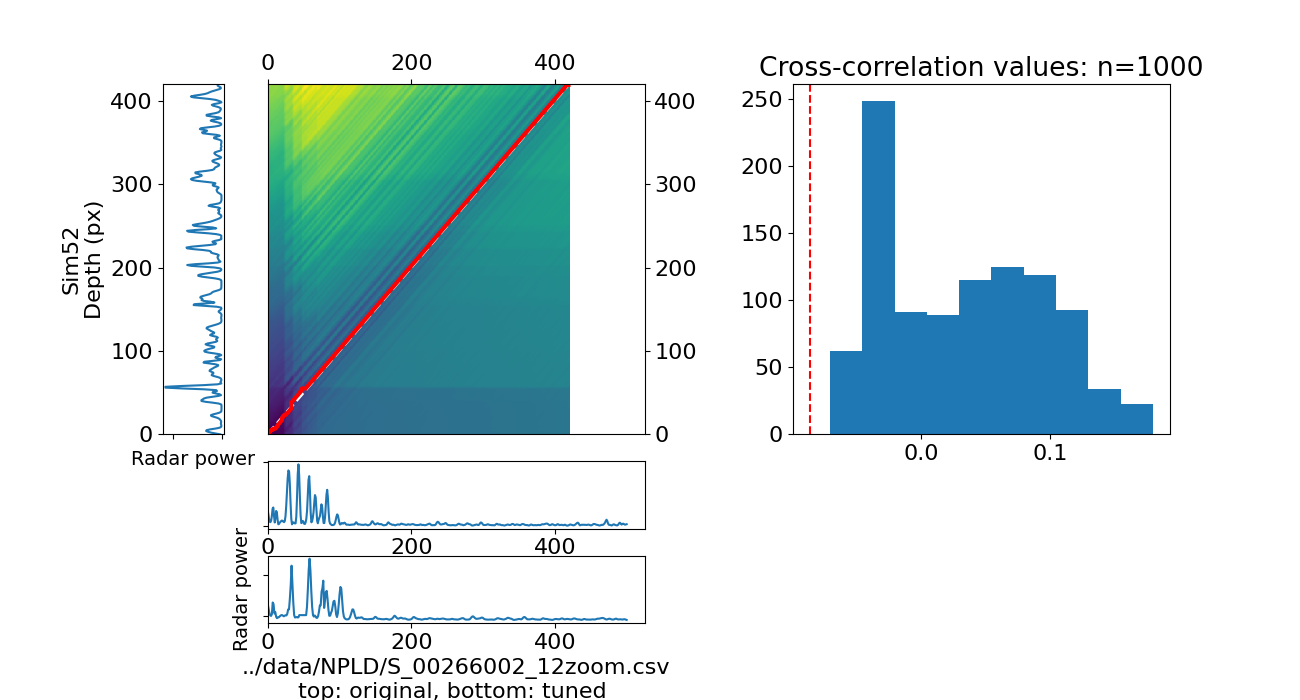 0 200 400
Cross-correlation values: n=1000
Sim52
Depth (px)
400
300
200
100
0
400
300
200
100
0
250
200
150
100
50
0
0.0 0.1
Radar power
0 200 400
Radar power
0 200 400
../data/NPLD/S_00266002_12zoom.csv
top: original, bottom: tuned